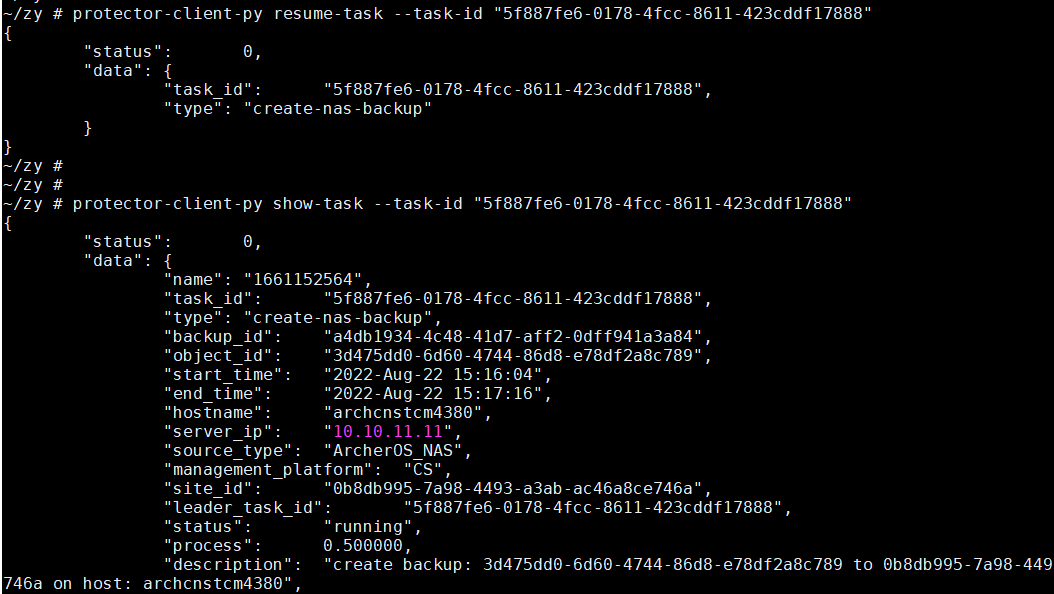 ~/zy # protector-client-py resume-task --task-id "5f887fe6-0178-4fcc-8611-423cddf17888"
{
        "status":       0,
        "data": {
                "task_id":      "5f887fe6-0178-4fcc-8611-423cddf17888",
                "type": "create-nas-backup"
        }
}
~/zy #
~/zy #
~/zy # protector-client-py show-task --task-id "5f887fe6-0178-4fcc-8611-423cddf17888"
{
        "status":       0,
        "data": {
                "name": "1661152564",
                "task_id":      "5f887fe6-0178-4fcc-8611-423cddf17888",
                "type": "create-nas-backup",
                "backup_id":    "a4db1934-4c48-41d7-aff2-0dff941a3a84",
                "object_id":    "3d475dd0-6d60-4744-86d8-e78df2a8c789",
                "start_time":   "2022-Aug-22 15:16:04",
                "end_time":     "2022-Aug-22 15:17:16",
                "hostname":     "archcnstcm4380",
                "server_ip":    "10.10.11.11",
                "source_type":  "ArcherOS_NAS",
                "management_platform":  "CS",
                "site_id":      "0b8db995-7a98-4493-a3ab-ac46a8ce746a",
                "leader_task_id":       "5f887fe6-0178-4fcc-8611-423cddf17888",
                "status":       "running",
                "process":      0.500000,
                "description":  "create backup: 3d475dd0-6d60-4744-86d8-e78df2a8c789 to 0b8db995-7a98-449
746a on host: archcnstcm4380",